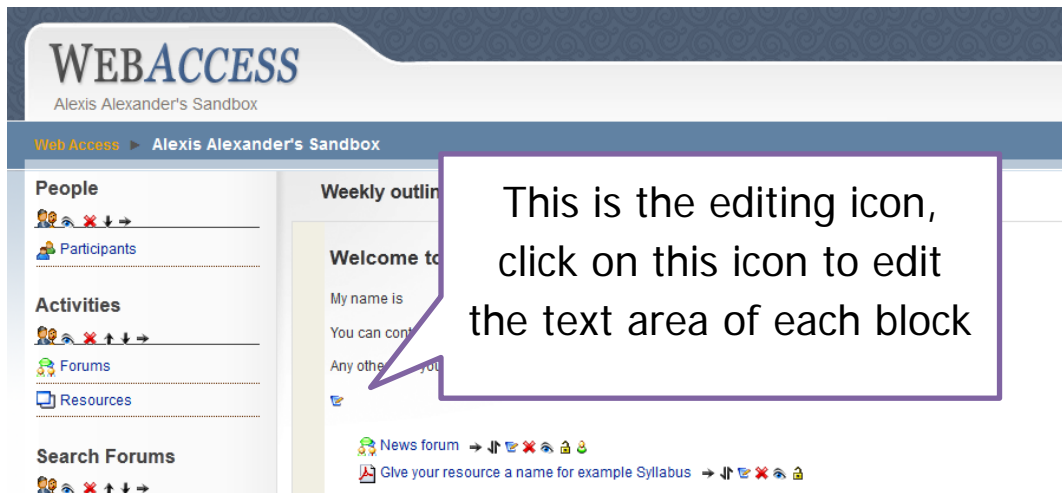 WEBACCESS
Alexis Alexander's Sandbox
Web Access ► Alexis Alexander's Sandbox
People
Participants
Activities
Forums
Resources
Search Forums
Weekly outlin
Welcome to
My name is
You can cont
Any othe
This is the editing icon,
click on this icon to edit
the text area of each block
News forum
GIve your resource a name for example Syllabus